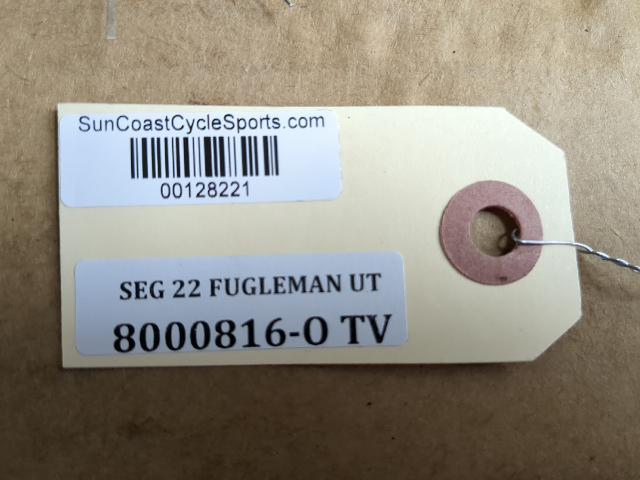 SunCoastCycleSports.com
00128221
SEG 22 FUGLEMAN UT
8000816-O TV